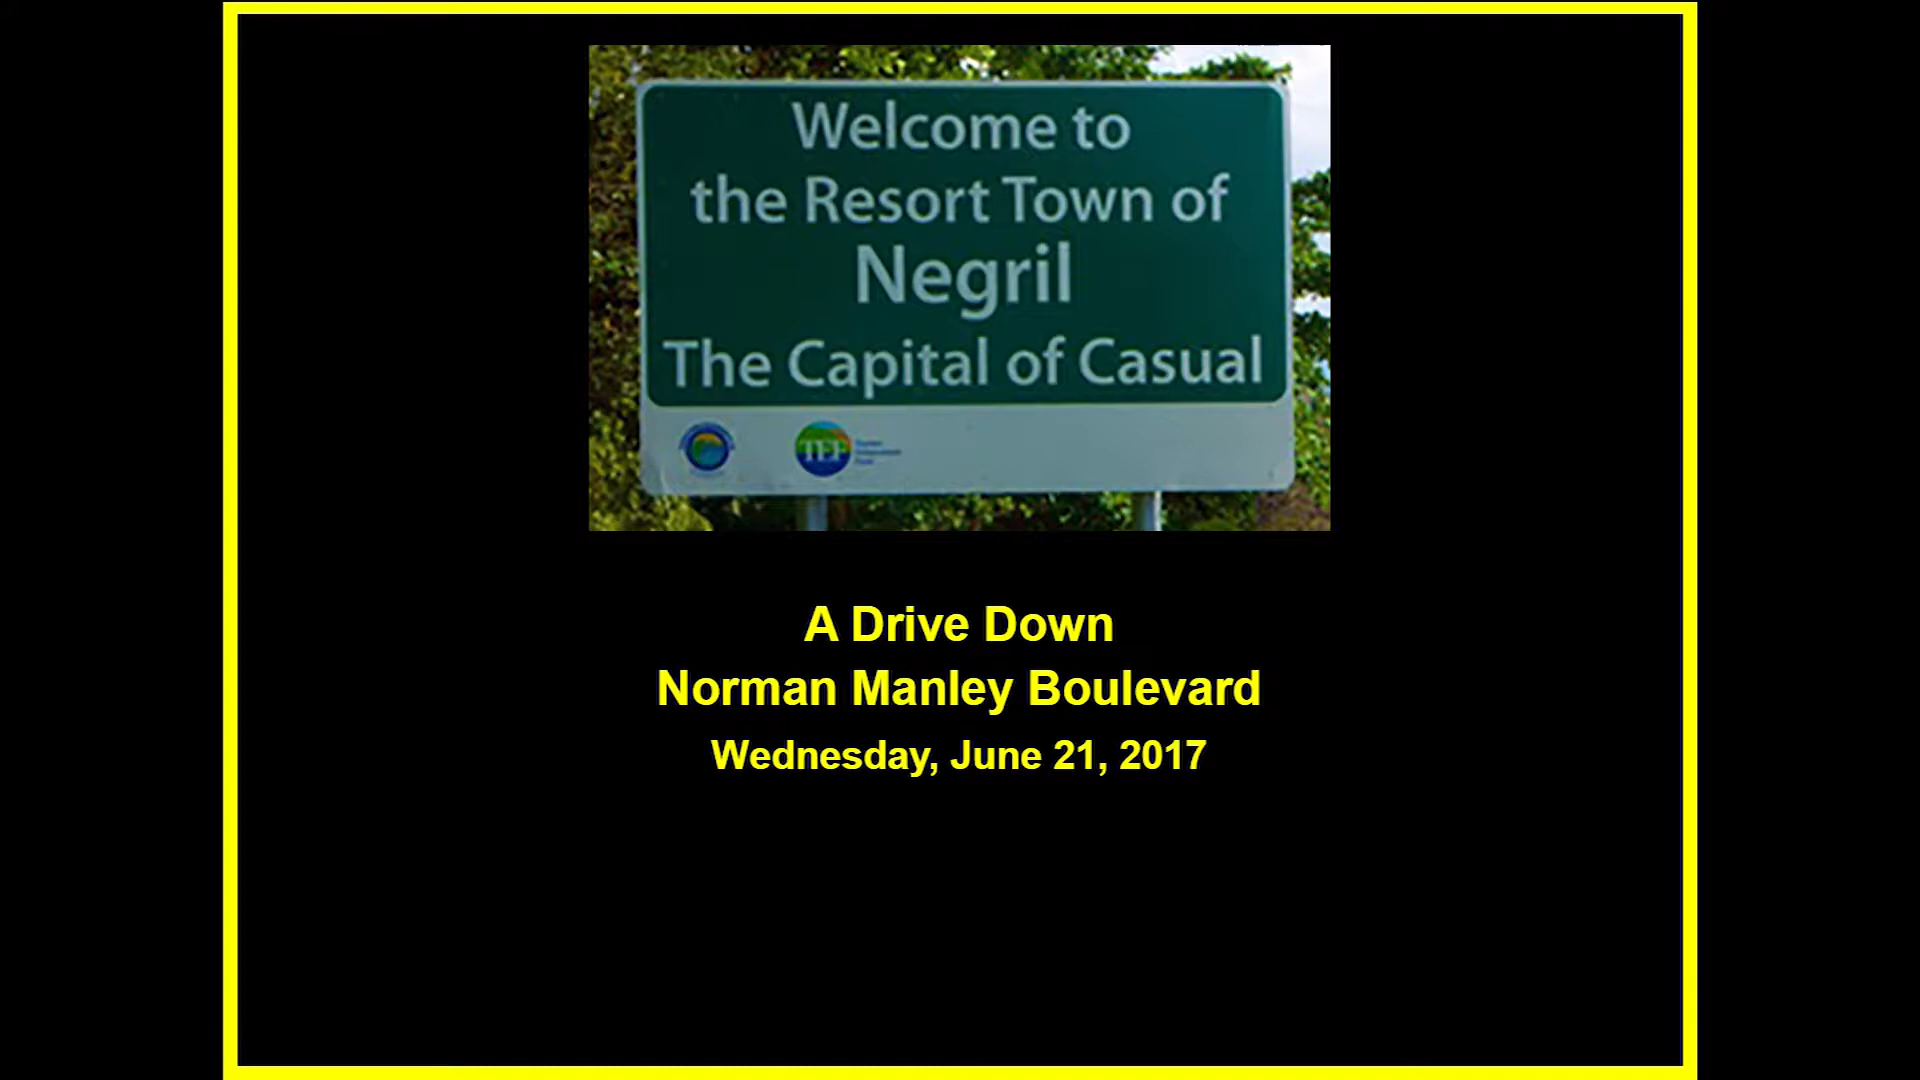 Welcome to
the Resort Town of
Negril
The Capital of Casual
TEF
A Drive Down
Norman Manley Boulevard
Wednesday, June 21, 2017